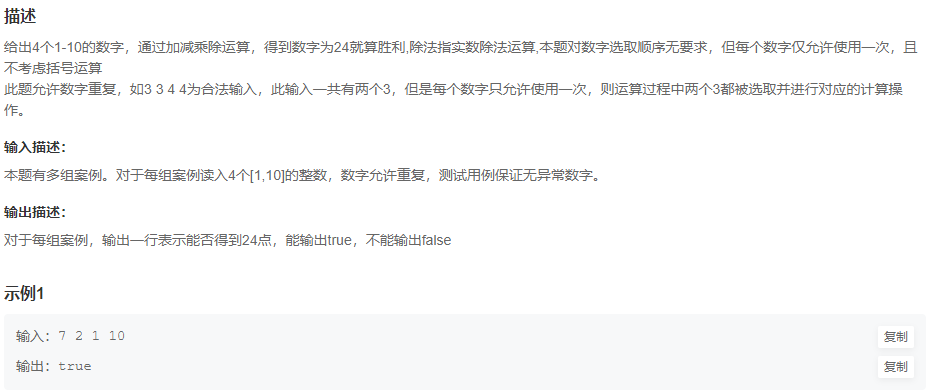 描述
给出4个1-10的数字，通过加减乘除运算，得到数字为24就算胜利,除法指实数除法运算,本题对数字选取顺序无要求，但每个数字仅允许使用一次，且
不考虑括号运算
此题允许数字重复，如3 3 4 4为合法输入，此输入一共有两个3，但是每个数字只允许使用一次，则运算过程中两个3都被选取并进行对应的计算操
作。
输入描述：
本题有多组案例。对于每组案例读入4个[1,10]的整数，数字允许重复，测试用例保证无异常数字。
输出描述：
对于每组案例，输出一行表示能否得到24点，能输出true，不能输出false
示例1
输入：7 2 1 10 复制
输出：true 复制